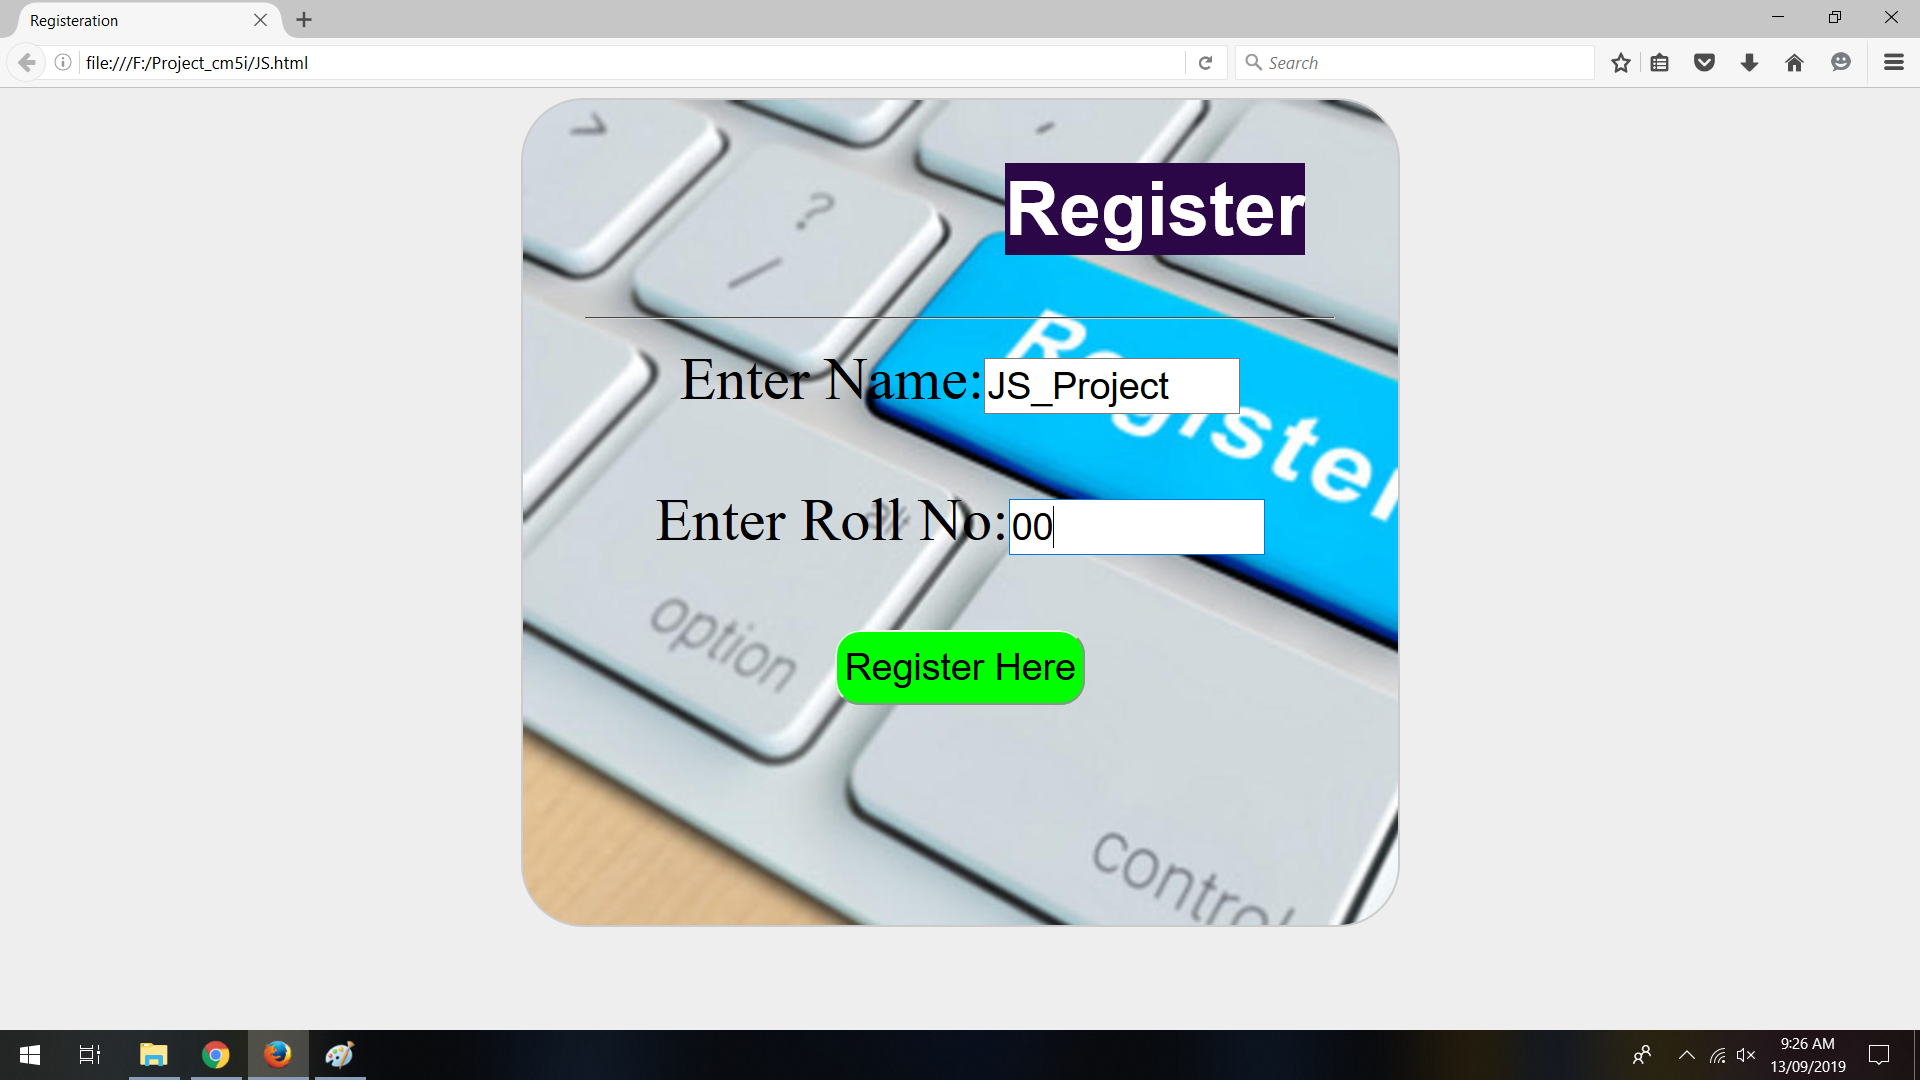 Registeration
file:///F:/Project_cm5i/JS.html
Search
>
?
/
Register
Register
Enter Name:JS_Project
Enter Roll No:00
alt
option
Register Here
control
9:26 AM
13/09/2019